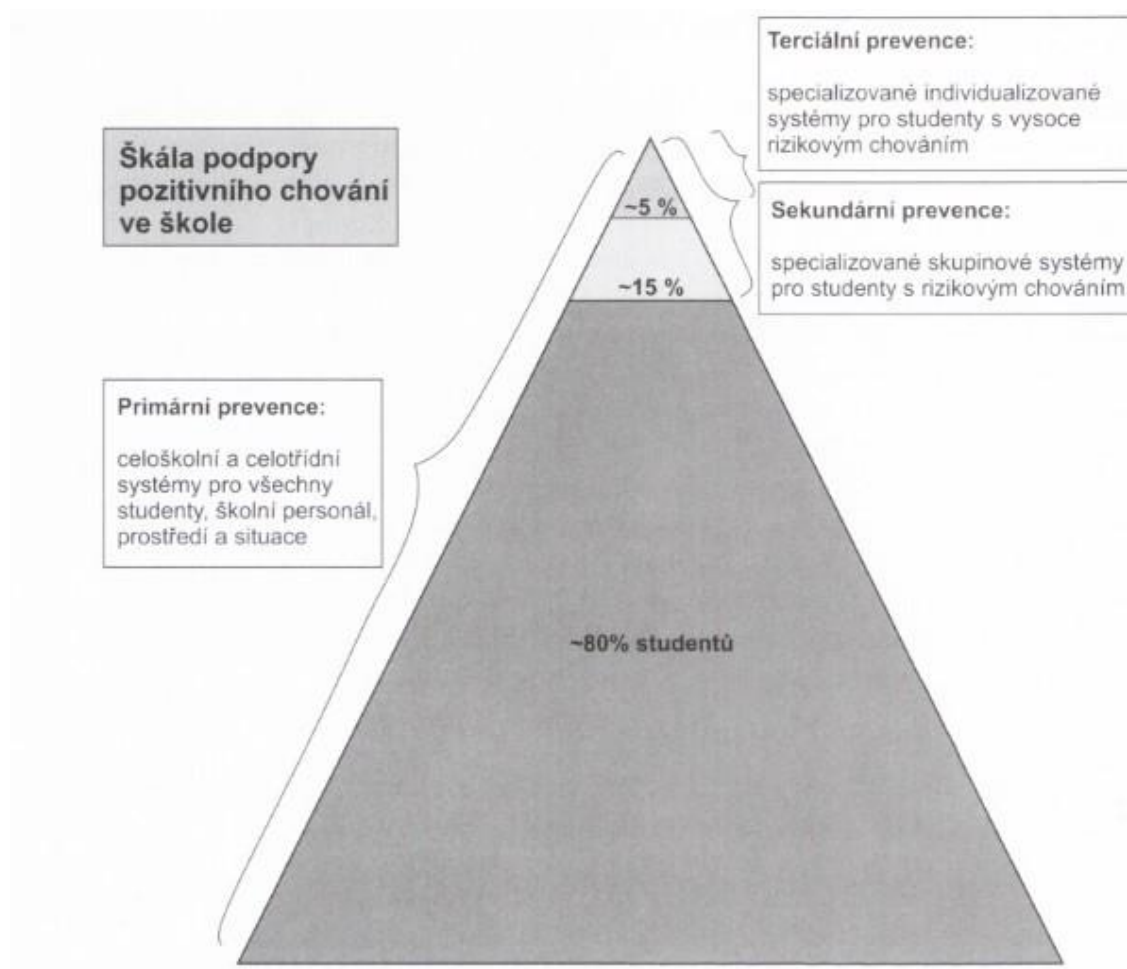 Škála podpory
pozitivního chování
ve škole
Terciální prevence:
specializované individualizované
systémy pro studenty s vysoce
rizikovým chováním
Sekundární prevence:
specializované skupinové systémy
pro studenty s rizikovým chováním
~5 %
~15 %
Primární prevence:
celoškolní a celotřídní
systémy pro všechny
studenty, školní personál,
prostředí a situace
~80% studentů